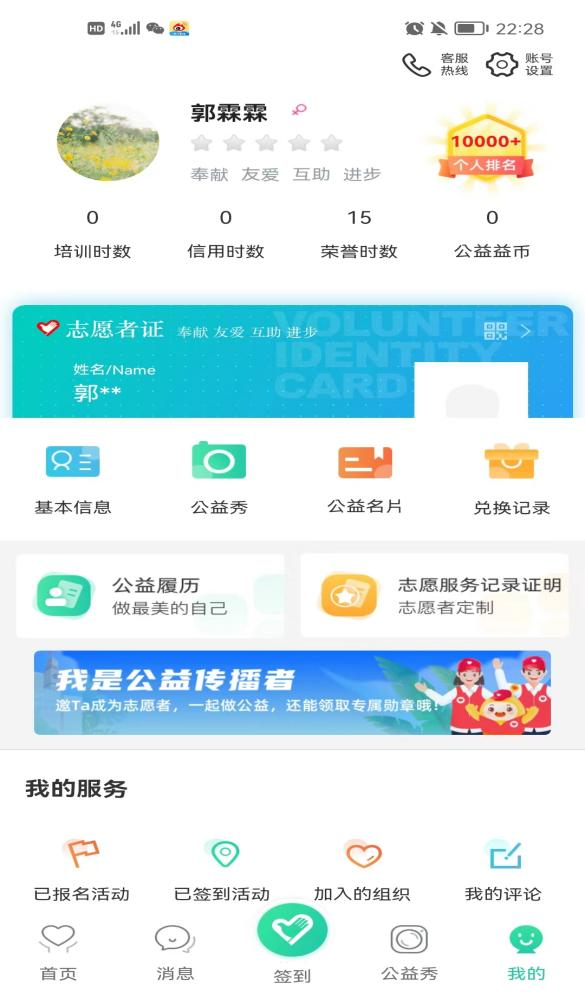 HD 4G 22:28
客服热线 账号设置
郭霖霖
10000+
个人排名
奉献 友爱 互助 进步
0 0 15 0
培训时数 信用时数 荣誉时数 公益益币
志愿者证 奉献 友爱 互助 进步
VOLUNTEER
IDENTITY
CARD
姓名/Name
郭**
基本信息 公益秀 公益名片 兑换记录
公益履历 志愿服务记录证明
做最美的自己 志愿者定制
我是公益传播者
邀Ta成为志愿者，一起做公益，还能领取专属勋章哦！
我的服务
已报名活动 已签到活动 加入的组织 我的评论
首页 消息 签到 公益秀 我的